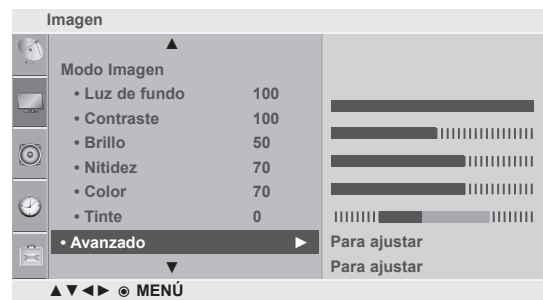 Imagen
▲
Modo Imagen
• Luz de fundo 100
• Contraste 100
• Brillo 50
• Nitidez 70
• Color 70
• Tinte 0
• Avanzado ► Para ajustar
▼ Para ajustar
▲▼◄► ◉ MENÚ